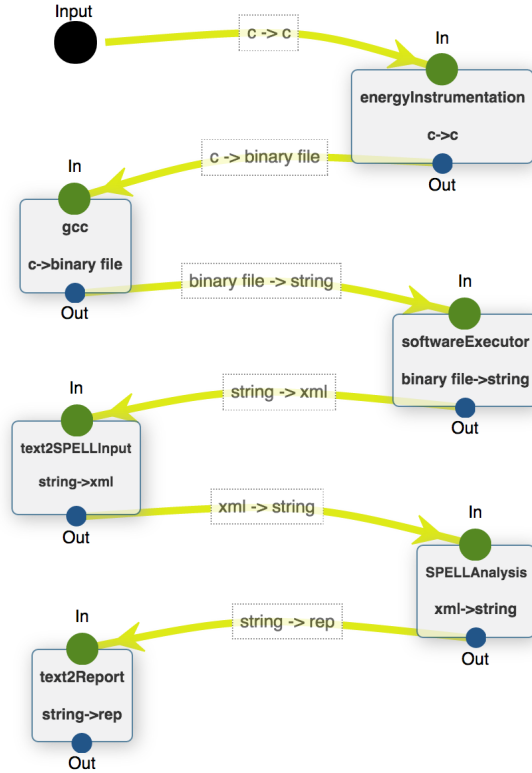 Input
c -> c
In
energyInstrumentation
c->c
Out
c -> binary file
In
gcc
c->binary file
Out
binary file -> string
In
softwareExecutor
binary file->string
Out
string -> xml
In
text2SPELLInput
string->xml
Out
xml -> string
In
SPELLAnalysis
xml->string
Out
string -> rep
In
text2Report
string->rep
Out